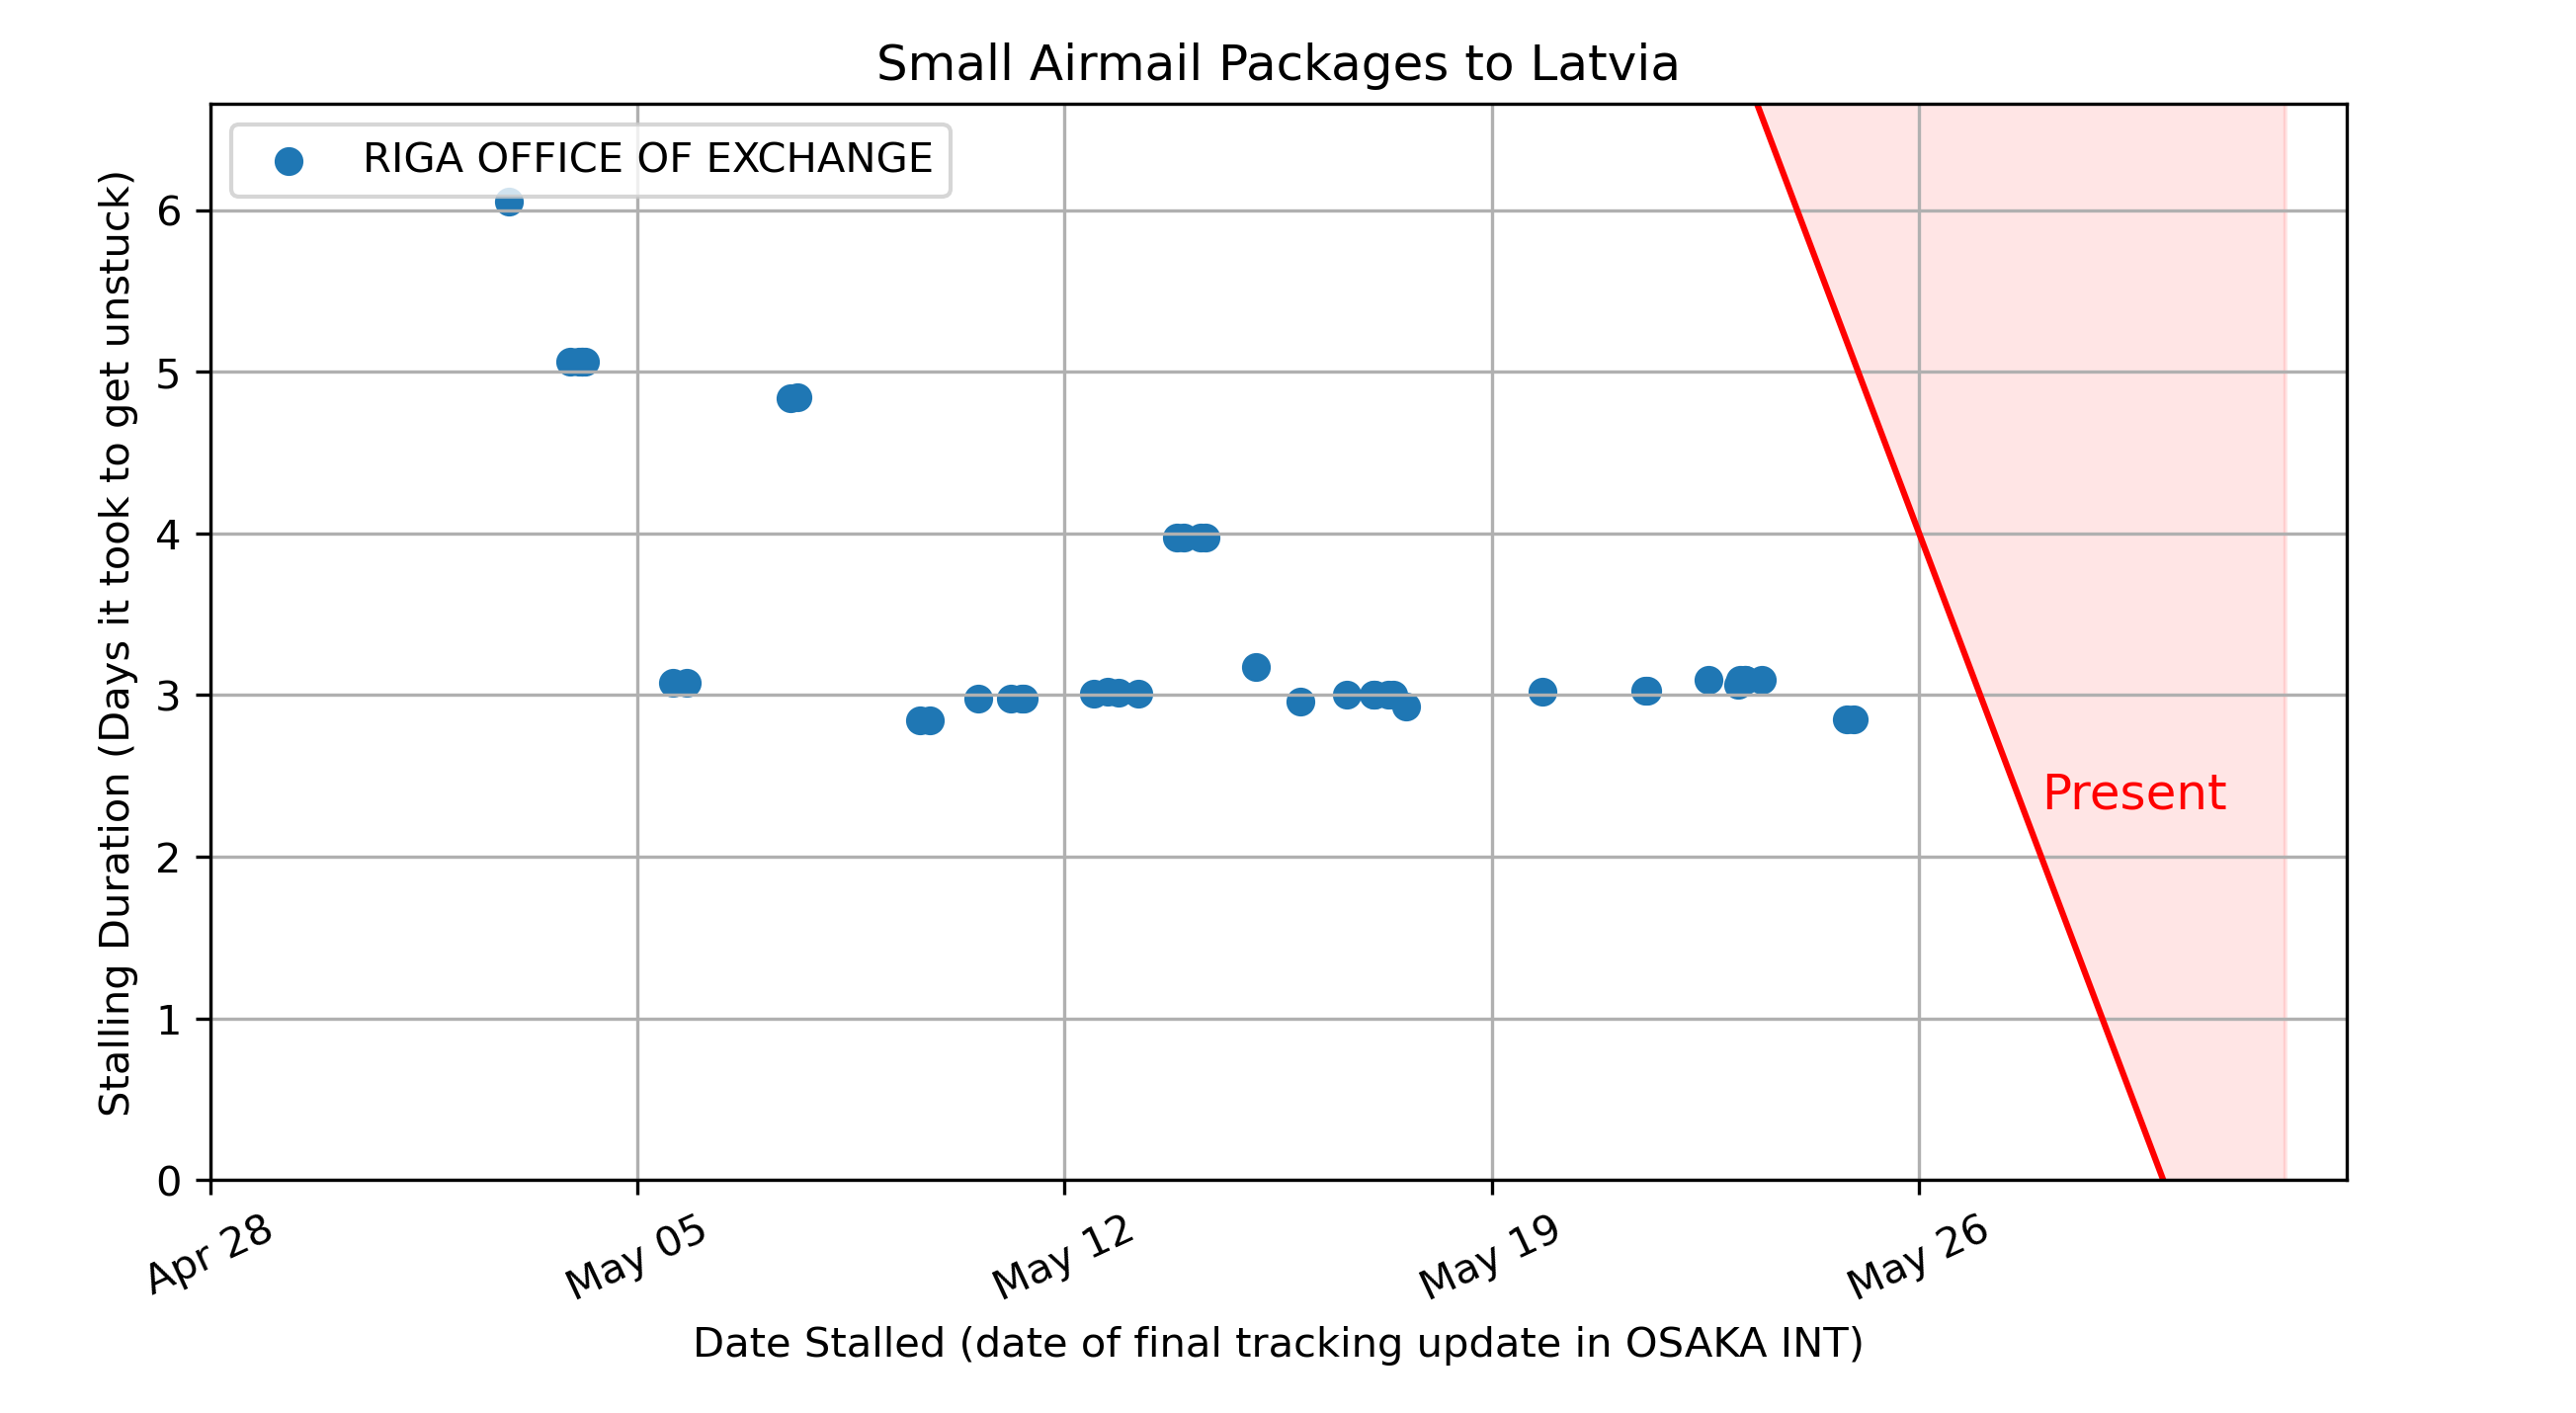 Small Airmail Packages to Latvia
RIGA OFFICE OF EXCHANGE
Stalling Duration (Days it took to get unstuck)
6
5
4
3
2
1
0
Present
Apr 28
May 05
May 12
May 19
May 26
Date Stalled (date of final tracking update in OSAKA INT)